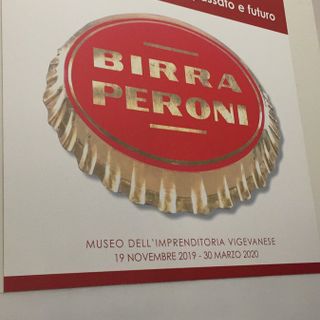 passato e futuro
BIRRA
PERONI
MUSEO DELL'IMPRENDITORIA VIGEVANESE
19 NOVEMBRE 2019 - 30 MARZO 2020